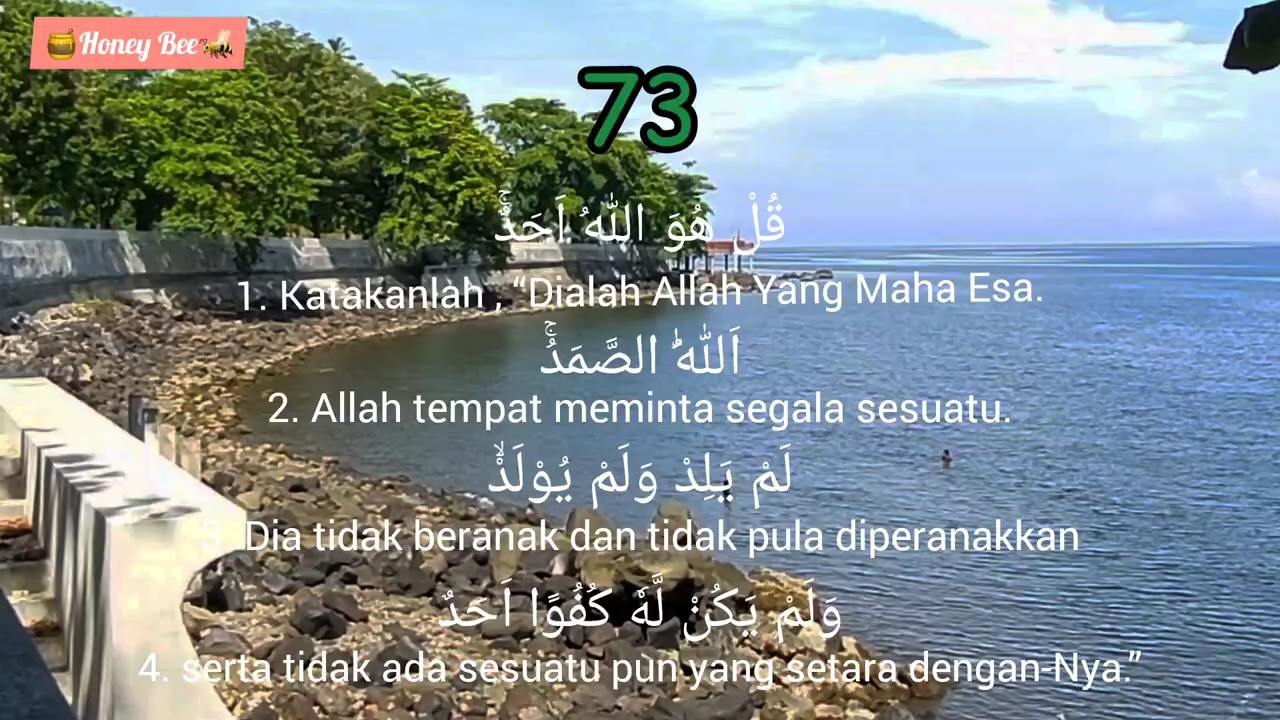 Honey Bee
73
قُلْ هُوَ اللّٰهُ اَحَدٌۚ
1. Katakanlah , “Dialah Allah Yang Maha Esa.
اَللّٰهُ الصَّمَدُۚ
2. Allah tempat meminta segala sesuatu.
لَمْ يَلِدْ وَلَمْ يُوْلَدْۙ
3. Dia tidak beranak dan tidak pula diperanakkan
وَلَمْ يَكُنْ لَّهٗ كُفُوًا اَحَدٌ
4. serta tidak ada sesuatu pun yang setara dengan-Nya.”